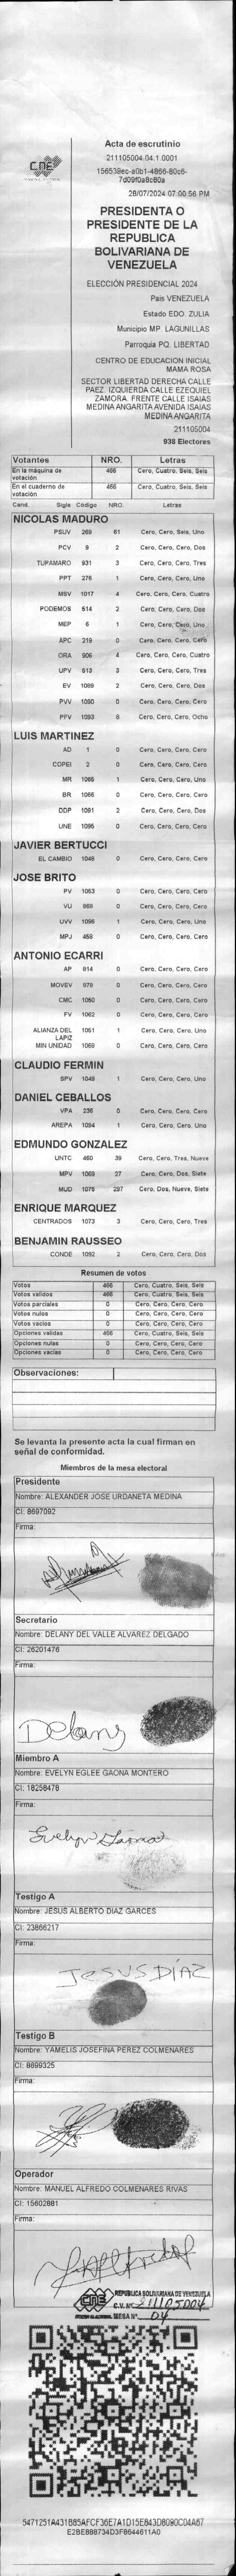 CNE
Acta de escrutinio
211105004.04.1.0001
156539ec-a0b1-4866-80c6-
7d09f0a8c80a
28/07/2024 07:00:56 PM
PRESIDENTA O
PRESIDENTE DE LA
REPUBLICA
BOLIVARIANA DE
VENEZUELA
ELECCIÓN PRESIDENCIAL 2024
País VENEZUELA
Estado EDO. ZULIA
Municipio MP. LAGUNILLAS
Parroquia PQ. LIBERTAD
CENTRO DE EDUCACION INICIAL
MAMA ROSA
SECTOR LIBERTAD DERECHA CALLE
PAEZ. IZQUIERDA CALLE EZEQUIEL
ZAMORA. FRENTE CALLE ISAIAS
MEDINA ANGARITA AVENIDA ISAIAS
MEDINA ANGARITA
211105004
938 Electores
Votantes NRO. Letras
En la máquina de votación 466 Cero, Cuatro, Seis, Seis
En el cuaderno de votación 466 Cero, Cuatro, Seis, Seis
Cand. Sigla Código NRO. Letras
NICOLAS MADURO
PSUV 269 61 Cero, Cero, Seis, Uno
PCV 9 2 Cero, Cero, Cero, Dos
TUPAMARO 931 3 Cero, Cero, Cero, Tres
PPT 276 1 Cero, Cero, Cero, Uno
MSV 1017 4 Cero, Cero, Cero, Cuatro
PODEMOS 514 2 Cero, Cero, Cero, Dos
MEP 6 1 Cero, Cero, Cero, Uno
APC 219 0 Cero, Cero, Cero, Cero
ORA 906 4 Cero, Cero, Cero, Cuatro
UPV 513 3 Cero, Cero, Cero, Tres
EV 1089 2 Cero, Cero, Cero, Dos
PVV 1090 0 Cero, Cero, Cero, Cero
PFV 1093 8 Cero, Cero, Cero, Ocho
LUIS MARTINEZ
AD 1 0 Cero, Cero, Cero, Cero
COPEI 2 0 Cero, Cero, Cero, Cero
MR 1065 1 Cero, Cero, Cero, Uno
BR 1066 0 Cero, Cero, Cero, Cero
DDP 1091 2 Cero, Cero, Cero, Dos
UNE 1095 0 Cero, Cero, Cero, Cero
JAVIER BERTUCCI
EL CAMBIO 1048 0 Cero, Cero, Cero, Cero
JOSE BRITO
PV 1053 0 Cero, Cero, Cero, Cero
VU 868 0 Cero, Cero, Cero, Cero
UVV 1096 1 Cero, Cero, Cero, Uno
MPJ 458 0 Cero, Cero, Cero, Cero
ANTONIO ECARRI
AP 814 0 Cero, Cero, Cero, Cero
MOVEV 979 0 Cero, Cero, Cero, Cero
CMC 1050 0 Cero, Cero, Cero, Cero
FV 1062 0 Cero, Cero, Cero, Cero
ALIANZA DEL LAPIZ 1051 1 Cero, Cero, Cero, Uno
MIN UNIDAD 1069 0 Cero, Cero, Cero, Cero
CLAUDIO FERMIN
SPV 1049 1 Cero, Cero, Cero, Uno
DANIEL CEBALLOS
VPA 236 0 Cero, Cero, Cero, Cero
AREPA 1094 1 Cero, Cero, Cero, Uno
EDMUNDO GONZALEZ
UNTC 460 39 Cero, Cero, Tres, Nueve
MPV 1069 27 Cero, Cero, Dos, Siete
MUD 1075 297 Cero, Dos, Nueve, Siete
ENRIQUE MARQUEZ
CENTRADOS 1073 3 Cero, Cero, Cero, Tres
BENJAMIN RAUSSEO
CONDE 1092 2 Cero, Cero, Cero, Dos
Resumen de votos
Votos 466 Cero, Cuatro, Seis, Seis
Votos validos 466 Cero, Cuatro, Seis, Seis
Votos parciales 0 Cero, Cero, Cero, Cero
Votos nulos 0 Cero, Cero, Cero, Cero
Votos vacios 0 Cero, Cero, Cero, Cero
Opciones validas 466 Cero, Cuatro, Seis, Seis
Opciones nulas 0 Cero, Cero, Cero, Cero
Opciones vacias 0 Cero, Cero, Cero, Cero
Observaciones:
Se levanta la presente acta la cual firman en
señal de conformidad.
Miembros de la mesa electoral
Presidente
Nombre: ALEXANDER JOSE URDANETA MEDINA
CI: 8697092
Firma:
Secretario
Nombre: DELANY DEL VALLE ALVAREZ DELGADO
CI: 26201476
Firma:
Delany
Miembro A
Nombre: EVELYN EGLEE GAONA MONTERO
CI: 18258478
Firma:
Evelyn Gaona
Testigo A
Nombre: JESUS ALBERTO DIAZ GARCES
CI: 23866217
Firma:
JESUS DÍAZ
Testigo B
Nombre: YAMELIS JOSEFINA PEREZ COLMENARES
CI: 8699325
Firma:
Operador
Nombre: MANUEL ALFREDO COLMENARES RIVAS
CI: 15602881
Firma:
CNE REPÚBLICA BOLIVARIANA DE VENEZUELA
C.V. Nº 211105004
MESA Nº 04
5471251A431B85AFCF36E7A1D15E843D8090C04A67
E2BE888734D3F8644611A0